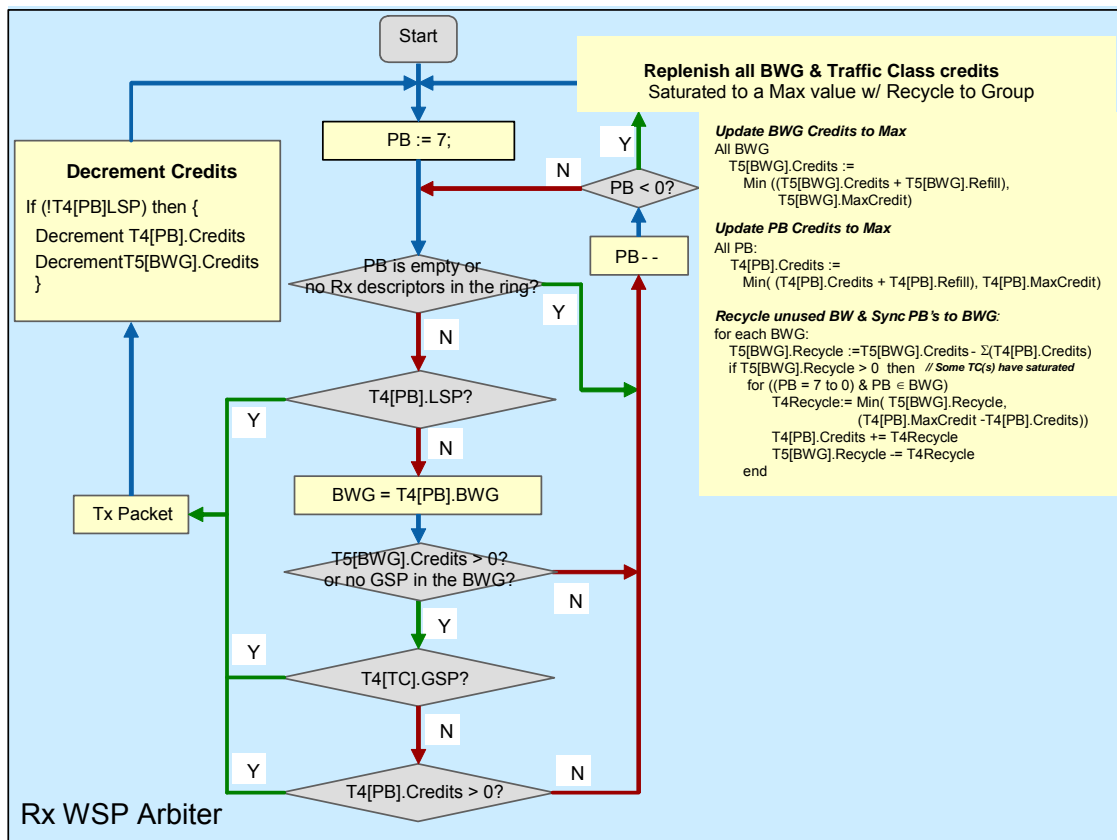 Start
PB := 7;
Replenish all BWG & Traffic Class credits
Saturated to a Max value w/ Recycle to Group
Update BWG Credits to Max
All BWG
T5[BWG].Credits :=
Min ((T5[BWG].Credits + T5[BWG].Refill),
T5[BWG].MaxCredit)
Update PB Credits to Max
All PB:
T4[PB].Credits :=
Min( (T4[PB].Credits + T4[PB].Refill), T4[PB].MaxCredit)
Recycle unused BW & Sync PB's to BWG:
for each BWG:
T5[BWG].Recycle :=T5[BWG].Credits - Σ(T4[PB].Credits)
if T5[BWG].Recycle > 0 then // Some TC(s) have saturated
for ((PB = 7 to 0) & PB ∈ BWG)
T4Recycle:= Min( T5[BWG].Recycle,
(T4[PB].MaxCredit -T4[PB].Credits))
T4[PB].Credits += T4Recycle
T5[BWG].Recycle -= T4Recycle
end
Y
N
PB < 0?
PB - -
Decrement Credits
If (!T4[PB]LSP) then {
Decrement T4[PB].Credits
DecrementT5[BWG].Credits
}
PB is empty or
no Rx descriptors in the ring?
Y
N
T4[PB].LSP?
Y
N
BWG = T4[PB].BWG
Tx Packet
T5[BWG].Credits > 0?
or no GSP in the BWG?
N
Y
Y
T4[TC].GSP?
N
Y
N
T4[PB].Credits > 0?
Rx WSP Arbiter